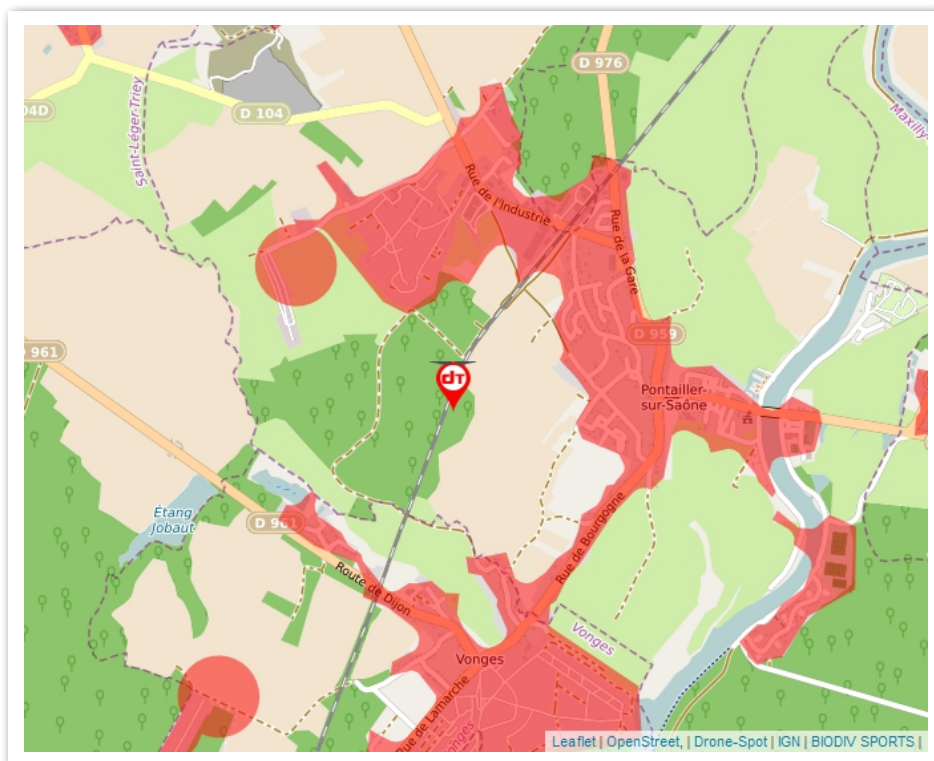 D 976
04D
D 104
Saint-Léger-Triey
Maxilly-
Rue de l'Industrie
Rue de la Gare
D 961
D 959
dT
Pontailler-
sur-Saône
Étang
Jobaut
D 961
Rue de Bourgogne
Route de Dijon
Vonges
Vonges
Rue de Lamarche
Vonges
Leaflet | OpenStreet, | Drone-Spot | IGN | BIODIV SPORTS |